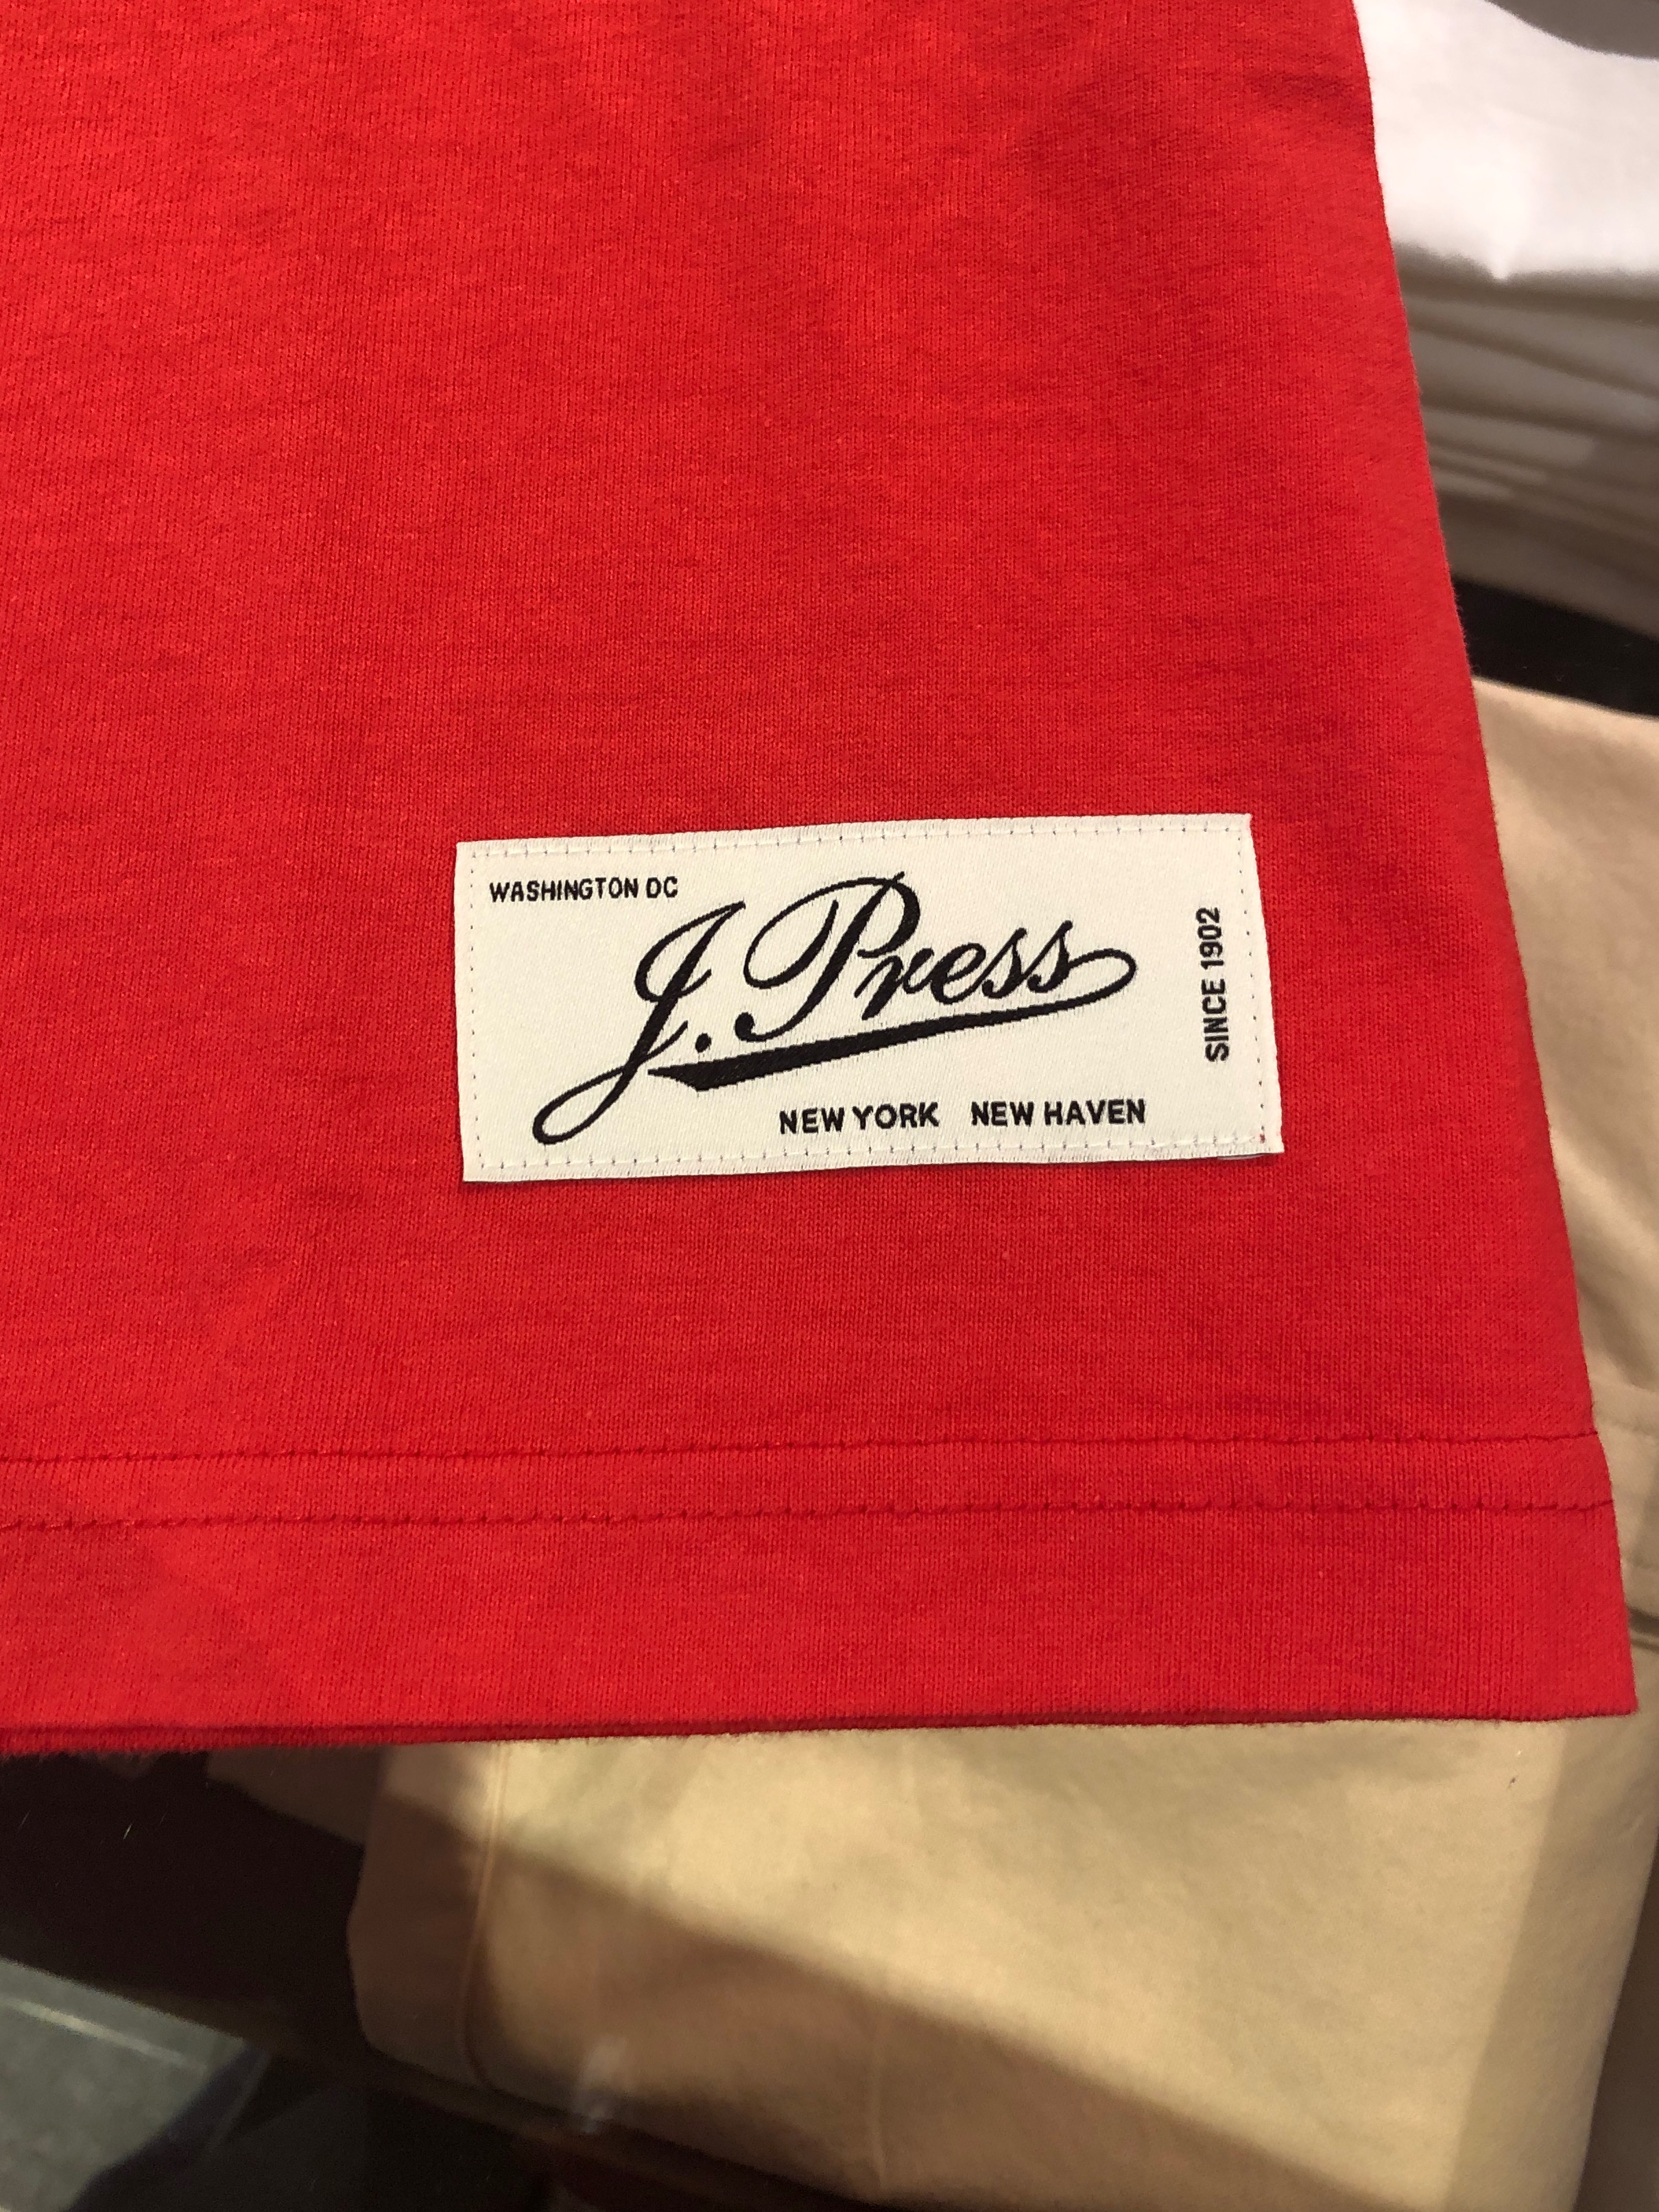 WASHINGTON DC
J. Press
SINCE 1902
NEW YORK NEW HAVEN